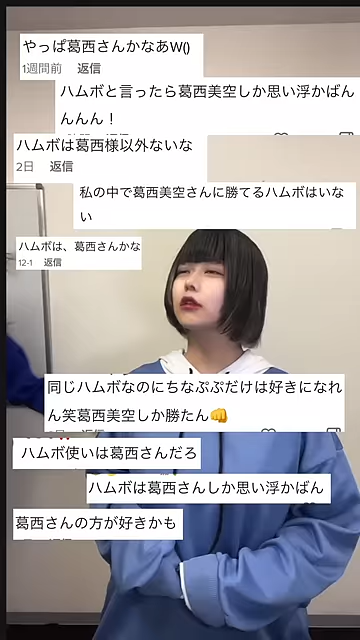 やっぱ葛西さんかなあW()
1週間前 返信
ハムボと言ったら葛西美空しか思い浮かばん
んんん！
ハムボは葛西様以外ないな
2日 返信
私の中で葛西美空さんに勝てるハムボはいな
い
ハムボは、葛西さんかな
12-1 返信
同じハムボなのにちなぷぷだけは好きになれ
ん笑葛西美空しか勝たん👊
ハムボ使いは葛西さんだろ
ハムボは葛西さんしか思い浮かばん
葛西さんの方が好きかも